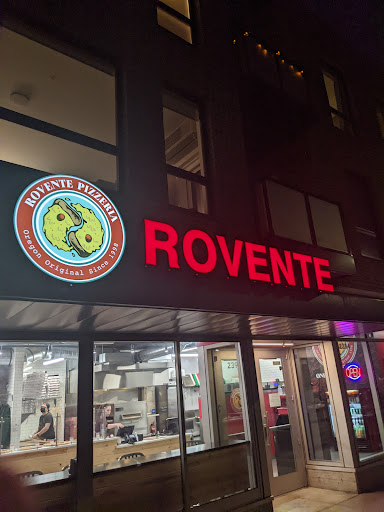 ROVENTE PIZZERIA
Oregon Original Since 1998
ROVENTE